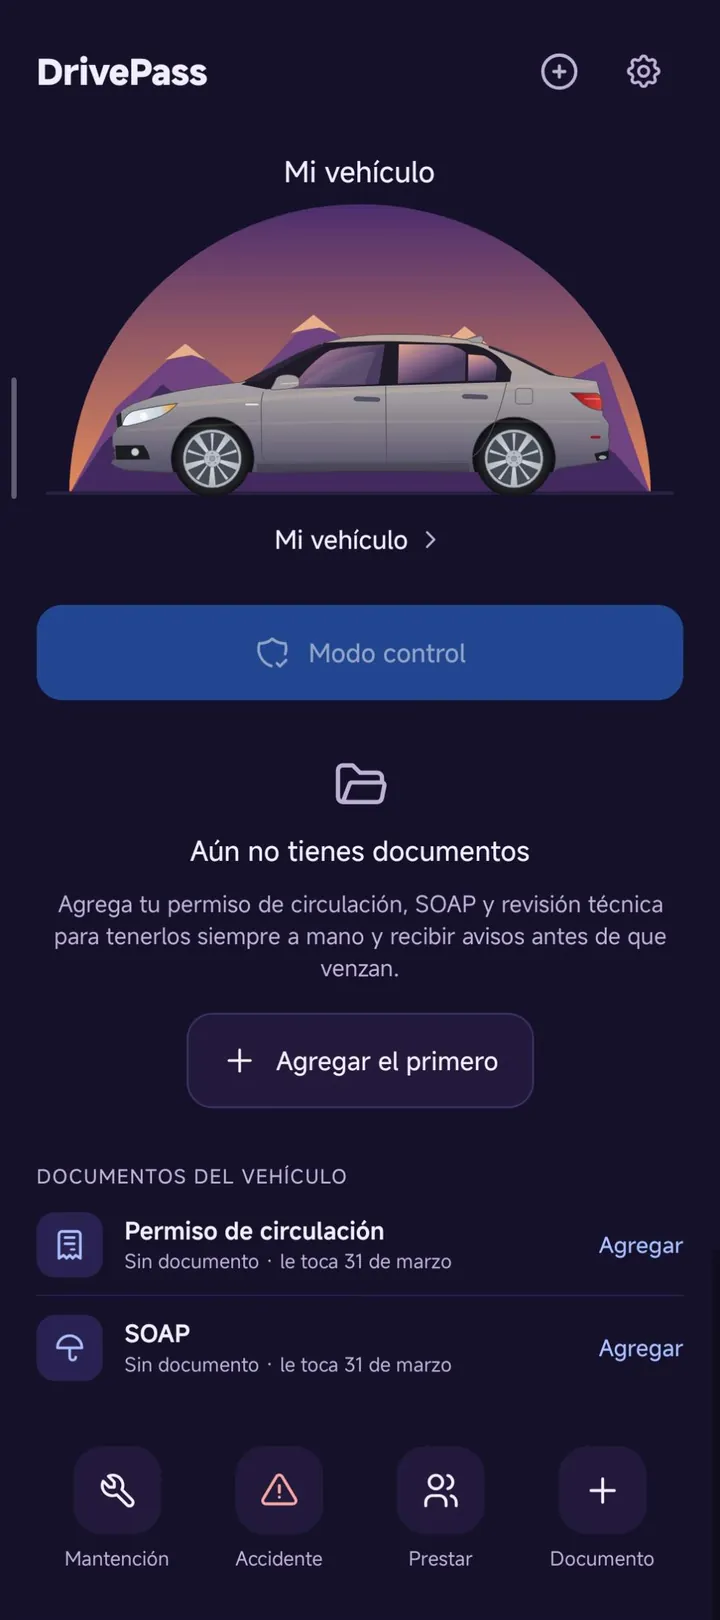 DrivePass
Mi vehículo
Mi vehículo
Modo control
Aún no tienes documentos
Agrega tu permiso de circulación, SOAP y revisión técnica
para tenerlos siempre a mano y recibir avisos antes de que
venzan.
Agregar el primero
DOCUMENTOS DEL VEHÍCULO
Permiso de circulación
Sin documento · le toca 31 de marzo
Agregar
SOAP
Sin documento · le toca 31 de marzo
Agregar
Mantención
Accidente
Prestar
Documento